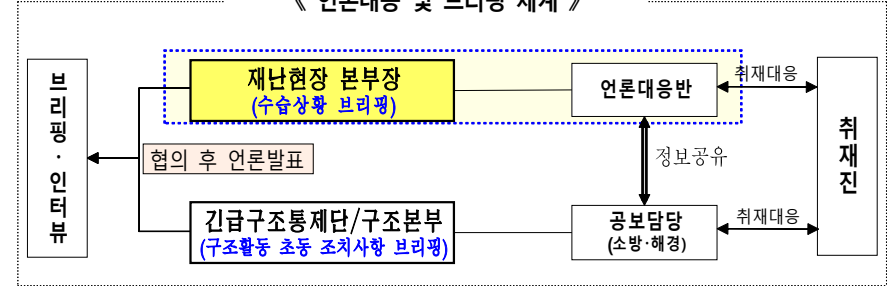 《 언론대응 및 브리핑 체계 》
브리핑·인터뷰
재난현장 본부장
(수습상황 브리핑)
언론대응반
취재대응
취재진
협의 후 언론발표
정보공유
긴급구조통제단/구조본부
(구조활동 초동 조치사항 브리핑)
공보담당
(소방·해경)
취재대응